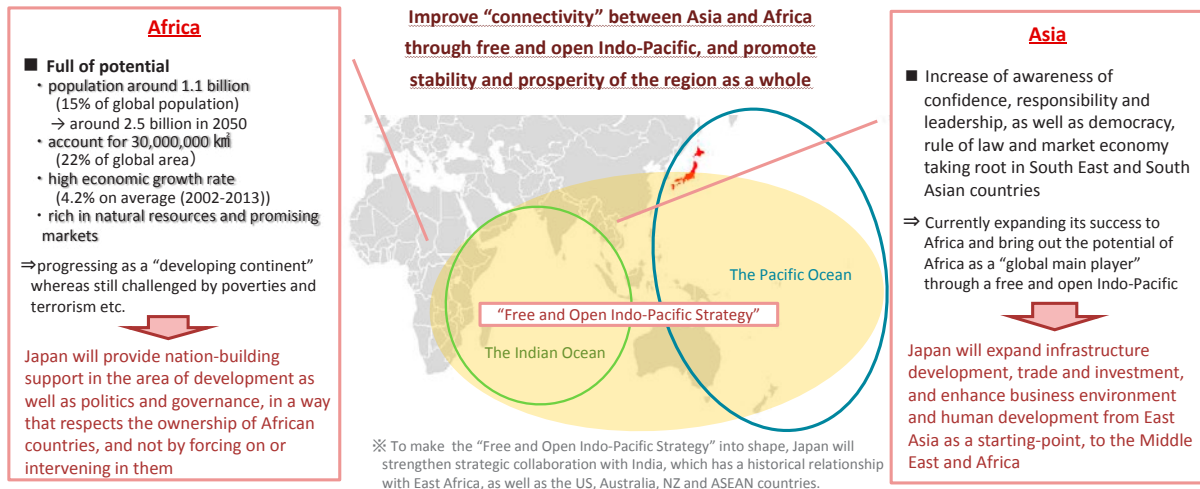 Africa
■ Full of potential
・population around 1.1 billion
(15% of global population)
→ around 2.5 billion in 2050
・account for 30,000,000 ㎢
(22% of global area)
・high economic growth rate
(4.2% on average (2002-2013))
・rich in natural resources and promising
markets
⇒progressing as a “developing continent”
whereas still challenged by poverties and
terrorism etc.
Japan will provide nation-building
support in the area of development as
well as politics and governance, in a way
that respects the ownership of African
countries, and not by forcing on or
intervening in them
Improve “connectivity” between Asia and Africa
through free and open Indo-Pacific, and promote
stability and prosperity of the region as a whole
The Pacific Ocean
“Free and Open Indo-Pacific Strategy”
The Indian Ocean
※ To make the “Free and Open Indo-Pacific Strategy” into shape, Japan will
strengthen strategic collaboration with India, which has a historical relationship
with East Africa, as well as the US, Australia, NZ and ASEAN countries.
Asia
■ Increase of awareness of
confidence, responsibility and
leadership, as well as democracy,
rule of law and market economy
taking root in South East and South
Asian countries
⇒ Currently expanding its success to
Africa and bring out the potential of
Africa as a “global main player”
through a free and open Indo-Pacific
Japan will expand infrastructure
development, trade and investment,
and enhance business environment
and human development from East
Asia as a starting-point, to the Middle
East and Africa